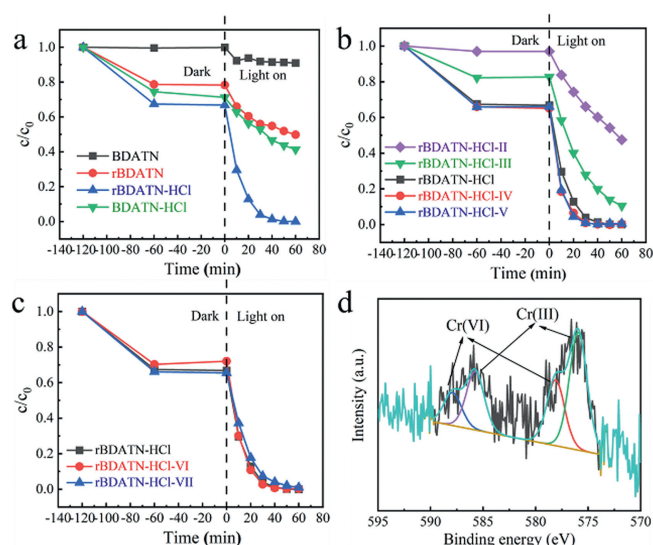 a
c/c0
1.0
0.8
0.6
0.4
0.2
0.0
Dark
Light on
BDATN
rBDATN
rBDATN-HCl
BDATN-HCl
-140-120-100 -80 -60 -40 -20 0 20 40 60 80
Time (min)
b
c/c0
1.0
0.8
0.6
0.4
0.2
0.0
Dark
Light on
rBDATN-HCl-II
rBDATN-HCl-III
rBDATN-HCl
rBDATN-HCl-IV
rBDATN-HCl-V
-140-120-100 -80 -60 -40 -20 0 20 40 60 80
Time (min)
c
c/c0
1.0
0.8
0.6
0.4
0.2
0.0
Dark
Light on
rBDATN-HCl
rBDATN-HCl-VI
rBDATN-HCl-VII
-140-120-100 -80 -60 -40 -20 0 20 40 60 80
Time (min)
d
Intensity (a.u.)
Cr(VI)
Cr(III)
595 590 585 580 575 570
Binding energy (eV)